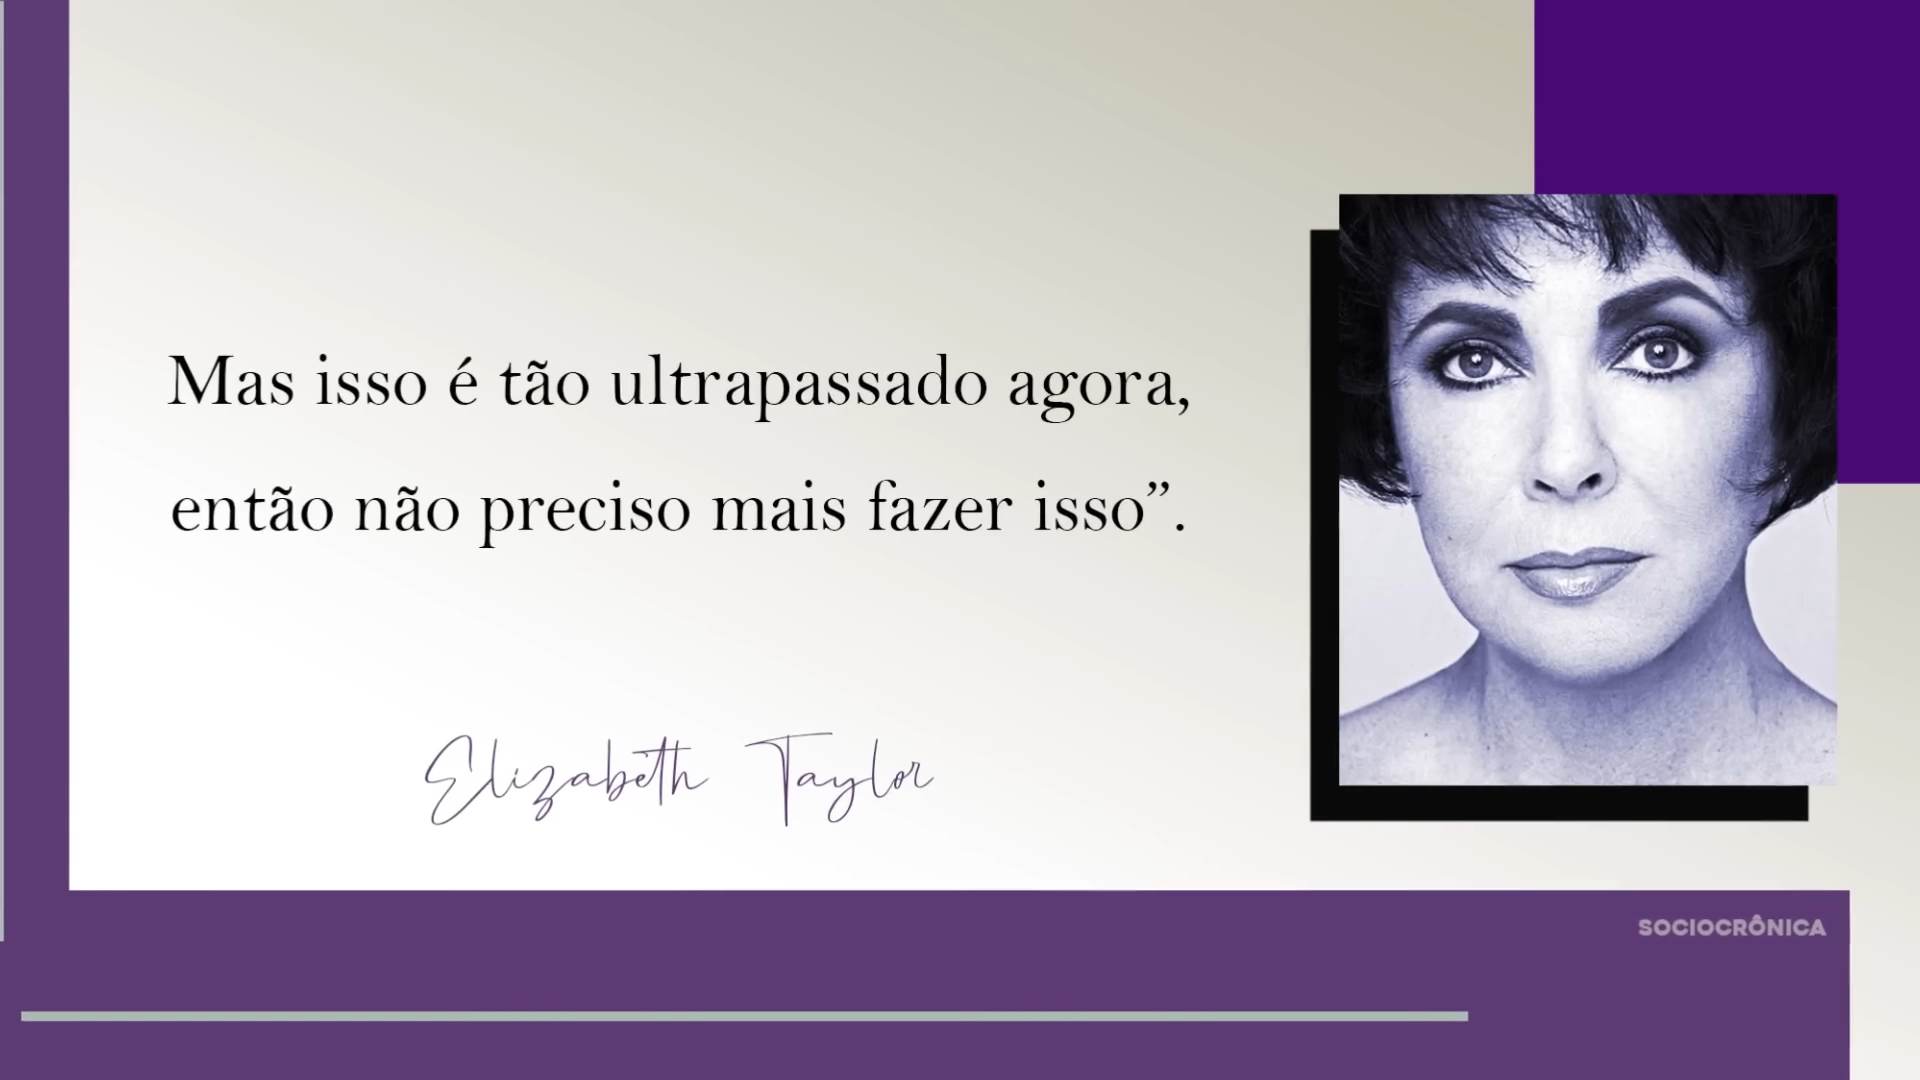 Mas isso é tão ultrapassado agora,
então não preciso mais fazer isso”.
Elizabeth Taylor
SOCIOCRÔNICA